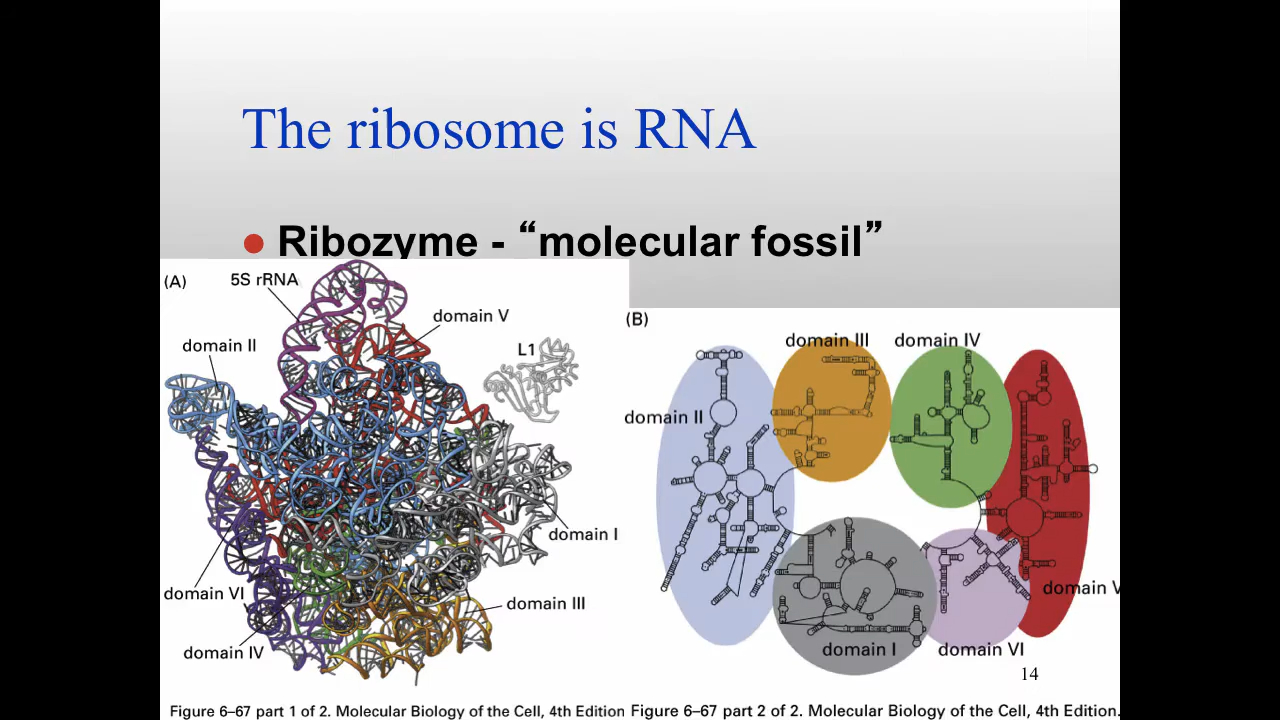 The ribosome is RNA
Ribozyme - “molecular fossil”
(A)
5S rRNA
domain V
domain II
L1
domain I
domain VI
domain III
domain IV
(B)
domain III
domain IV
domain II
domain V
domain I
domain VI
14
Figure 6–67 part 1 of 2. Molecular Biology of the Cell, 4th Edition
Figure 6–67 part 2 of 2. Molecular Biology of the Cell, 4th Edition.